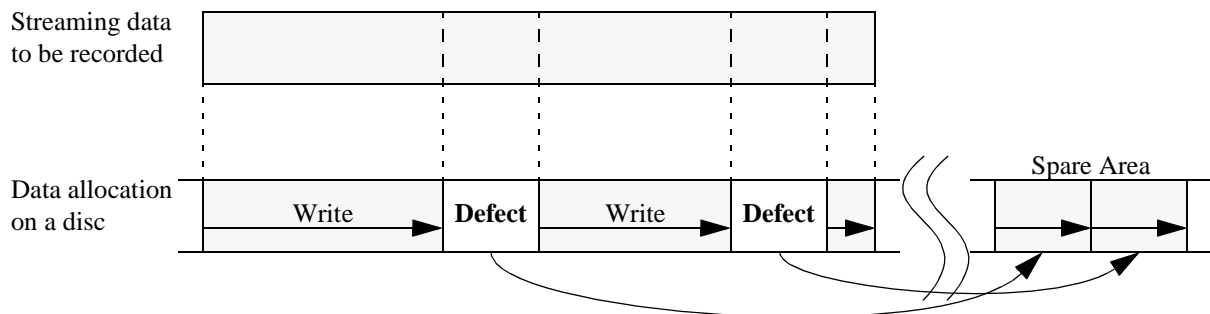 Streaming data
to be recorded
Spare Area
Data allocation
on a disc
Write
Defect
Write
Defect